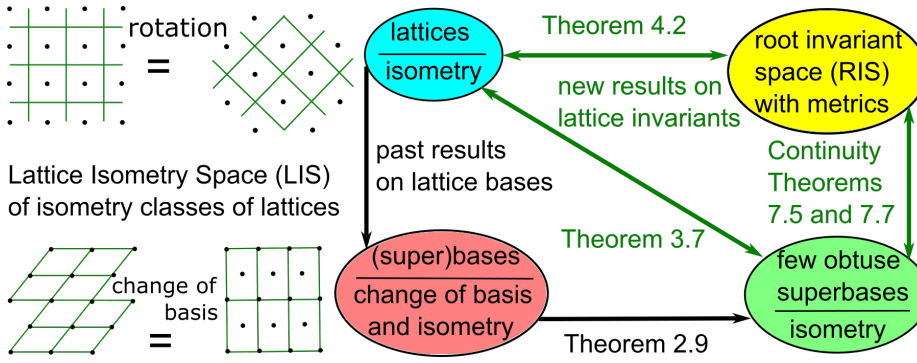 rotation
=
Lattice Isometry Space (LIS)
of isometry classes of lattices
change of
basis
=
lattices
isometry
Theorem 4.2
root invariant
space (RIS)
with metrics
new results on
lattice invariants
past results
on lattice bases
Continuity
Theorems
7.5 and 7.7
Theorem 3.7
(super)bases
change of basis
and isometry
Theorem 2.9
few obtuse
superbases
isometry